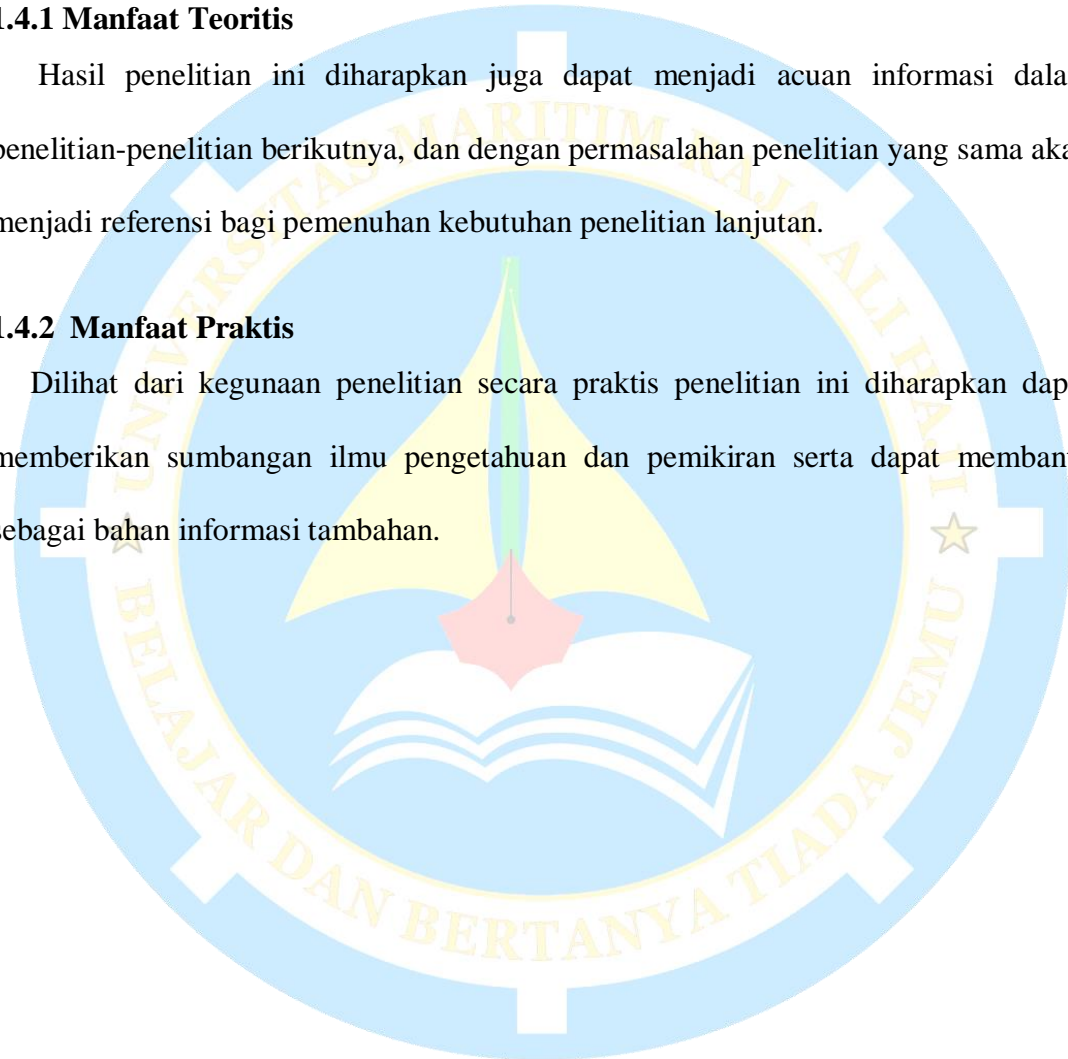 1.4.1 Manfaat Teoritis
Hasil penelitian ini diharapkan juga dapat menjadi acuan informasi dala
penelitian-penelitian berikutnya, dan dengan permasalahan penelitian yang sama aka
menjadi referensi bagi pemenuhan kebutuhan penelitian lanjutan.
1.4.2 Manfaat Praktis
Dilihat dari kegunaan penelitian secara praktis penelitian ini diharapkan dap
memberikan sumbangan ilmu pengetahuan dan pemikiran serta dapat memban
sebagai bahan informasi tambahan.
UNIVERSITAS MARITIM RAJA ALI HAJI
BELAJAR DAN BERTANYA TIADA JEMU